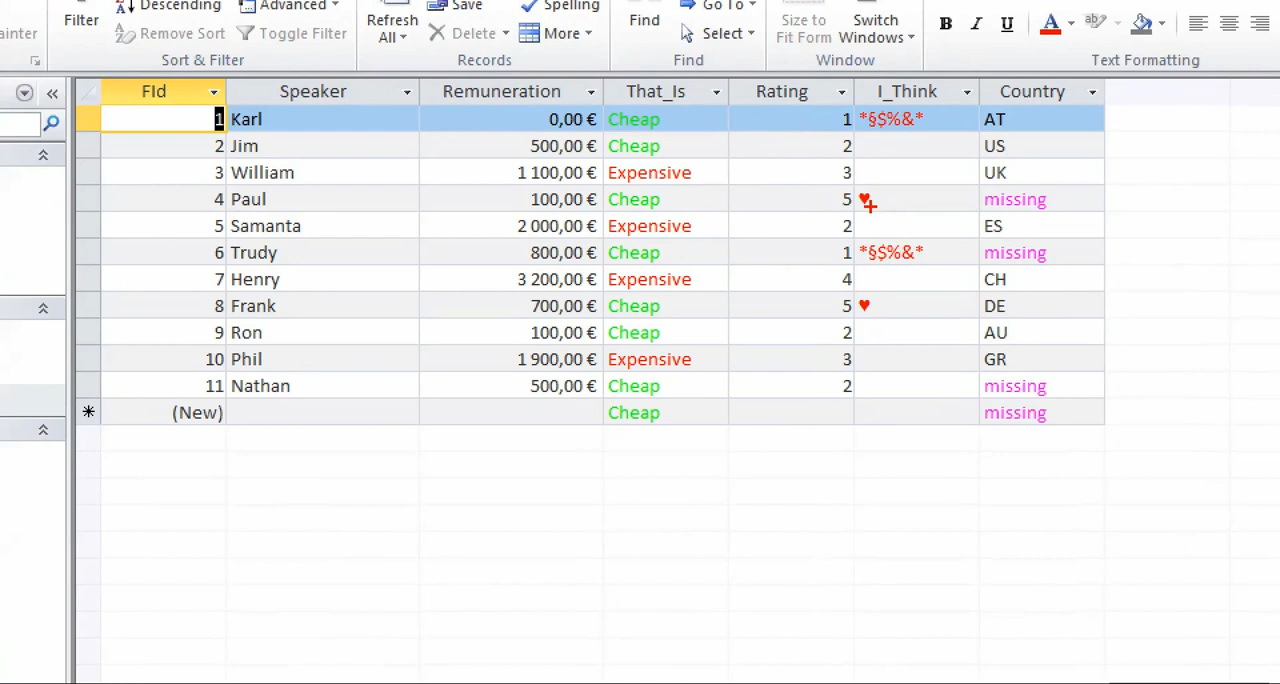 Descending Advanced Save Spelling Go To
Filter Refresh Find Size to Switch
ainter Remove Sort Toggle Filter All Delete More Select Fit Form Windows B I U A ab
Sort & Filter Records Find Window Text Formatting
FId Speaker Remuneration That_Is Rating I_Think Country
1 Karl 0,00 € Cheap 1 *§$%&* AT
2 Jim 500,00 € Cheap 2 US
3 William 1 100,00 € Expensive 3 UK
4 Paul 100,00 € Cheap 5 ♥ missing
5 Samanta 2 000,00 € Expensive 2 ES
6 Trudy 800,00 € Cheap 1 *§$%&* missing
7 Henry 3 200,00 € Expensive 4 CH
8 Frank 700,00 € Cheap 5 ♥ DE
9 Ron 100,00 € Cheap 2 AU
10 Phil 1 900,00 € Expensive 3 GR
11 Nathan 500,00 € Cheap 2 missing
* (New) Cheap missing